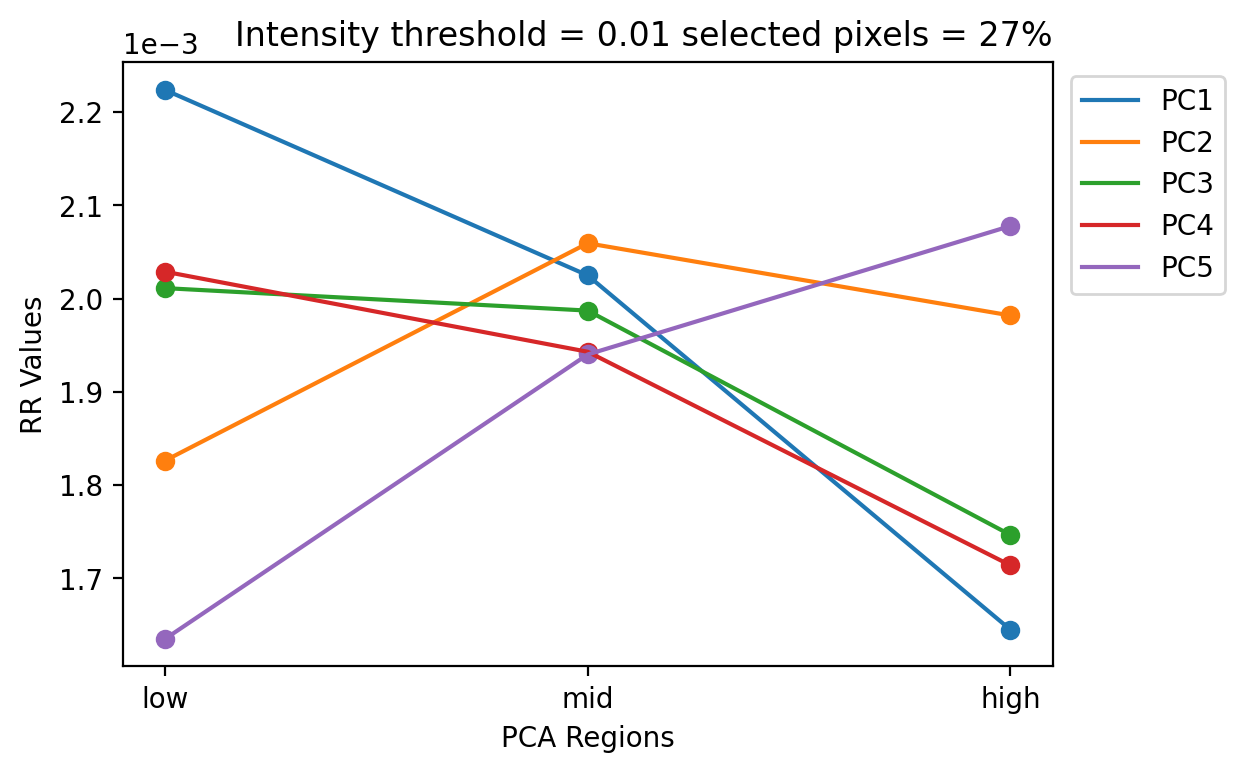 Intensity threshold = 0.01 selected pixels = 27%
1e−3
2.2
2.1
2.0
1.9
1.8
1.7
RR Values
low
mid
high
PCA Regions
PC1
PC2
PC3
PC4
PC5